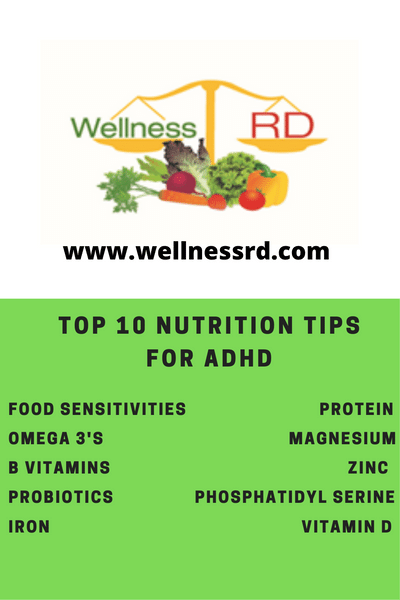 Wellness RD
www.wellnessrd.com
TOP 10 NUTRITION TIPS
FOR ADHD
FOOD SENSITIVITIES
OMEGA 3'S
B VITAMINS
PROBIOTICS
IRON
PROTEIN
MAGNESIUM
ZINC
PHOSPHATIDYL SERINE
VITAMIN D